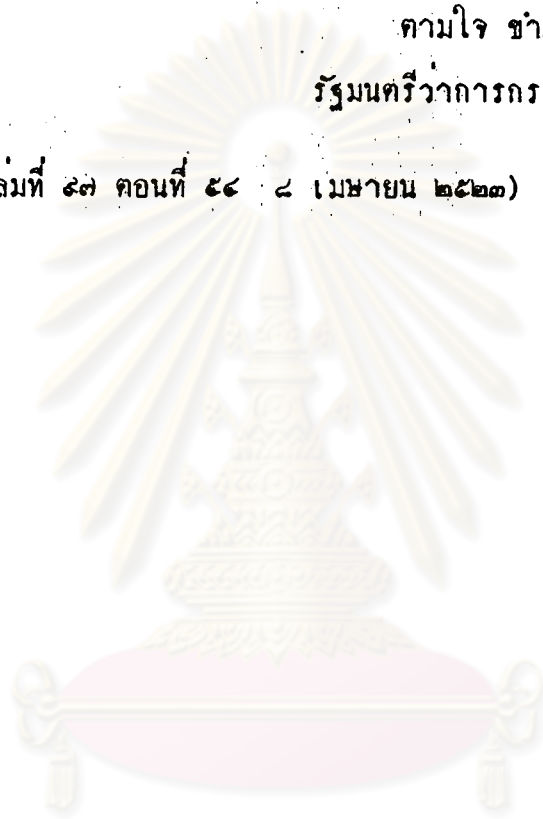 ตามใจ ขำ
รัฐมนตรีว่าการกร
ล่มที่ ๙๗ ตอนที่ ๕๔ ๘ เมษายน ๒๕๒๓)